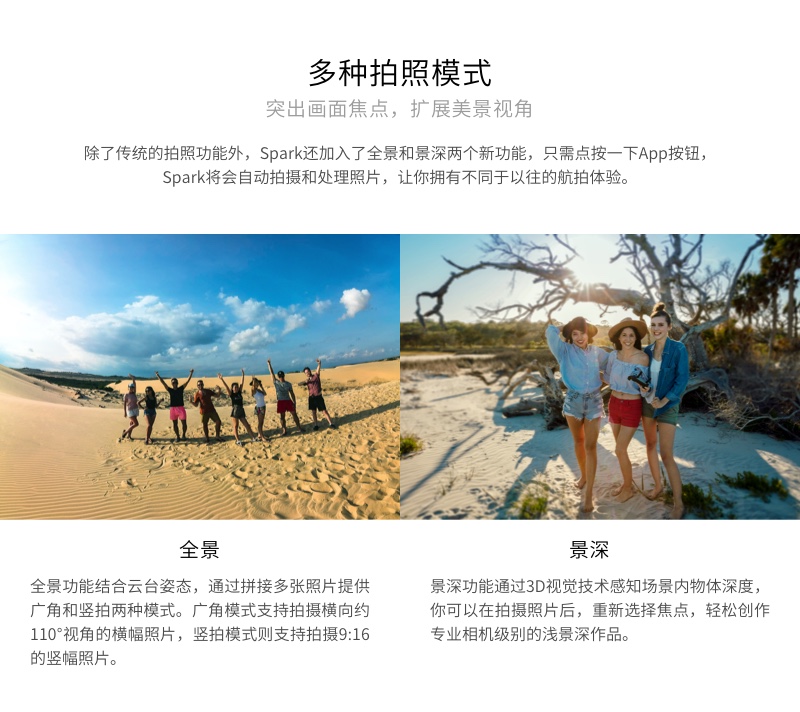 多种拍照模式
突出画面焦点，扩展美景视角
除了传统的拍照功能外，Spark还加入了全景和景深两个新功能，只需点按一下App按钮，
Spark将会自动拍摄和处理照片，让你拥有不同于以往的航拍体验。
全景
全景功能结合云台姿态，通过拼接多张照片提供
广角和竖拍两种模式。广角模式支持拍摄横向约
110°视角的横幅照片，竖拍模式则支持拍摄9:16
的竖幅照片。
景深
景深功能通过3D视觉技术感知场景内物体深度，
你可以在拍摄照片后，重新选择焦点，轻松创作
专业相机级别的浅景深作品。